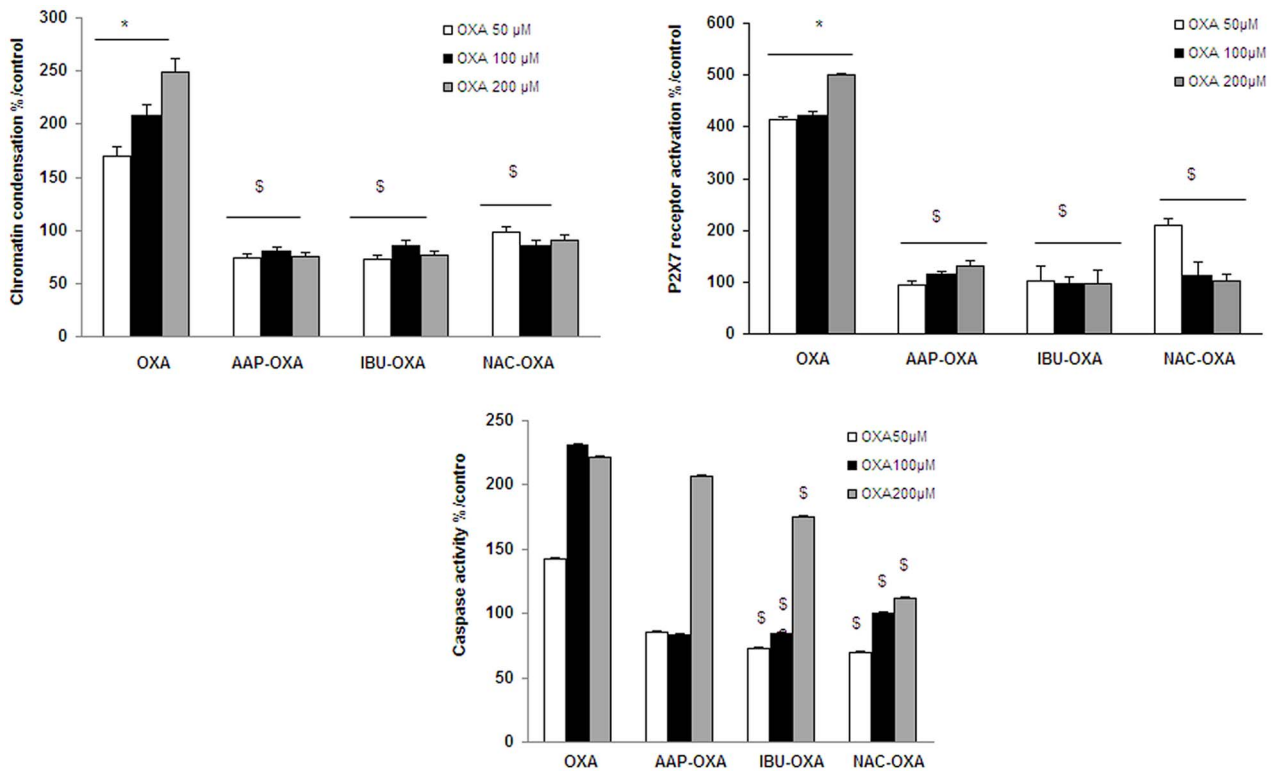 Chromatin condensation %/control
300
250
200
150
100
50
0
*
$
$
$
OXA 50 µM
OXA 100 µM
OXA 200 µM
OXA
AAP-OXA
IBU-OXA
NAC-OXA
P2X7 receptor activation %/control
600
500
400
300
200
100
0
*
$
$
$
OXA 50µM
OXA 100µM
OXA 200µM
OXA
AAP-OXA
IBU-OXA
NAC-OXA
Caspase activity %/contro
250
200
150
100
50
0
$
$
$
$
$
$
OXA50µM
OXA100µM
OXA200µM
OXA
AAP-OXA
IBU-OXA
NAC-OXA